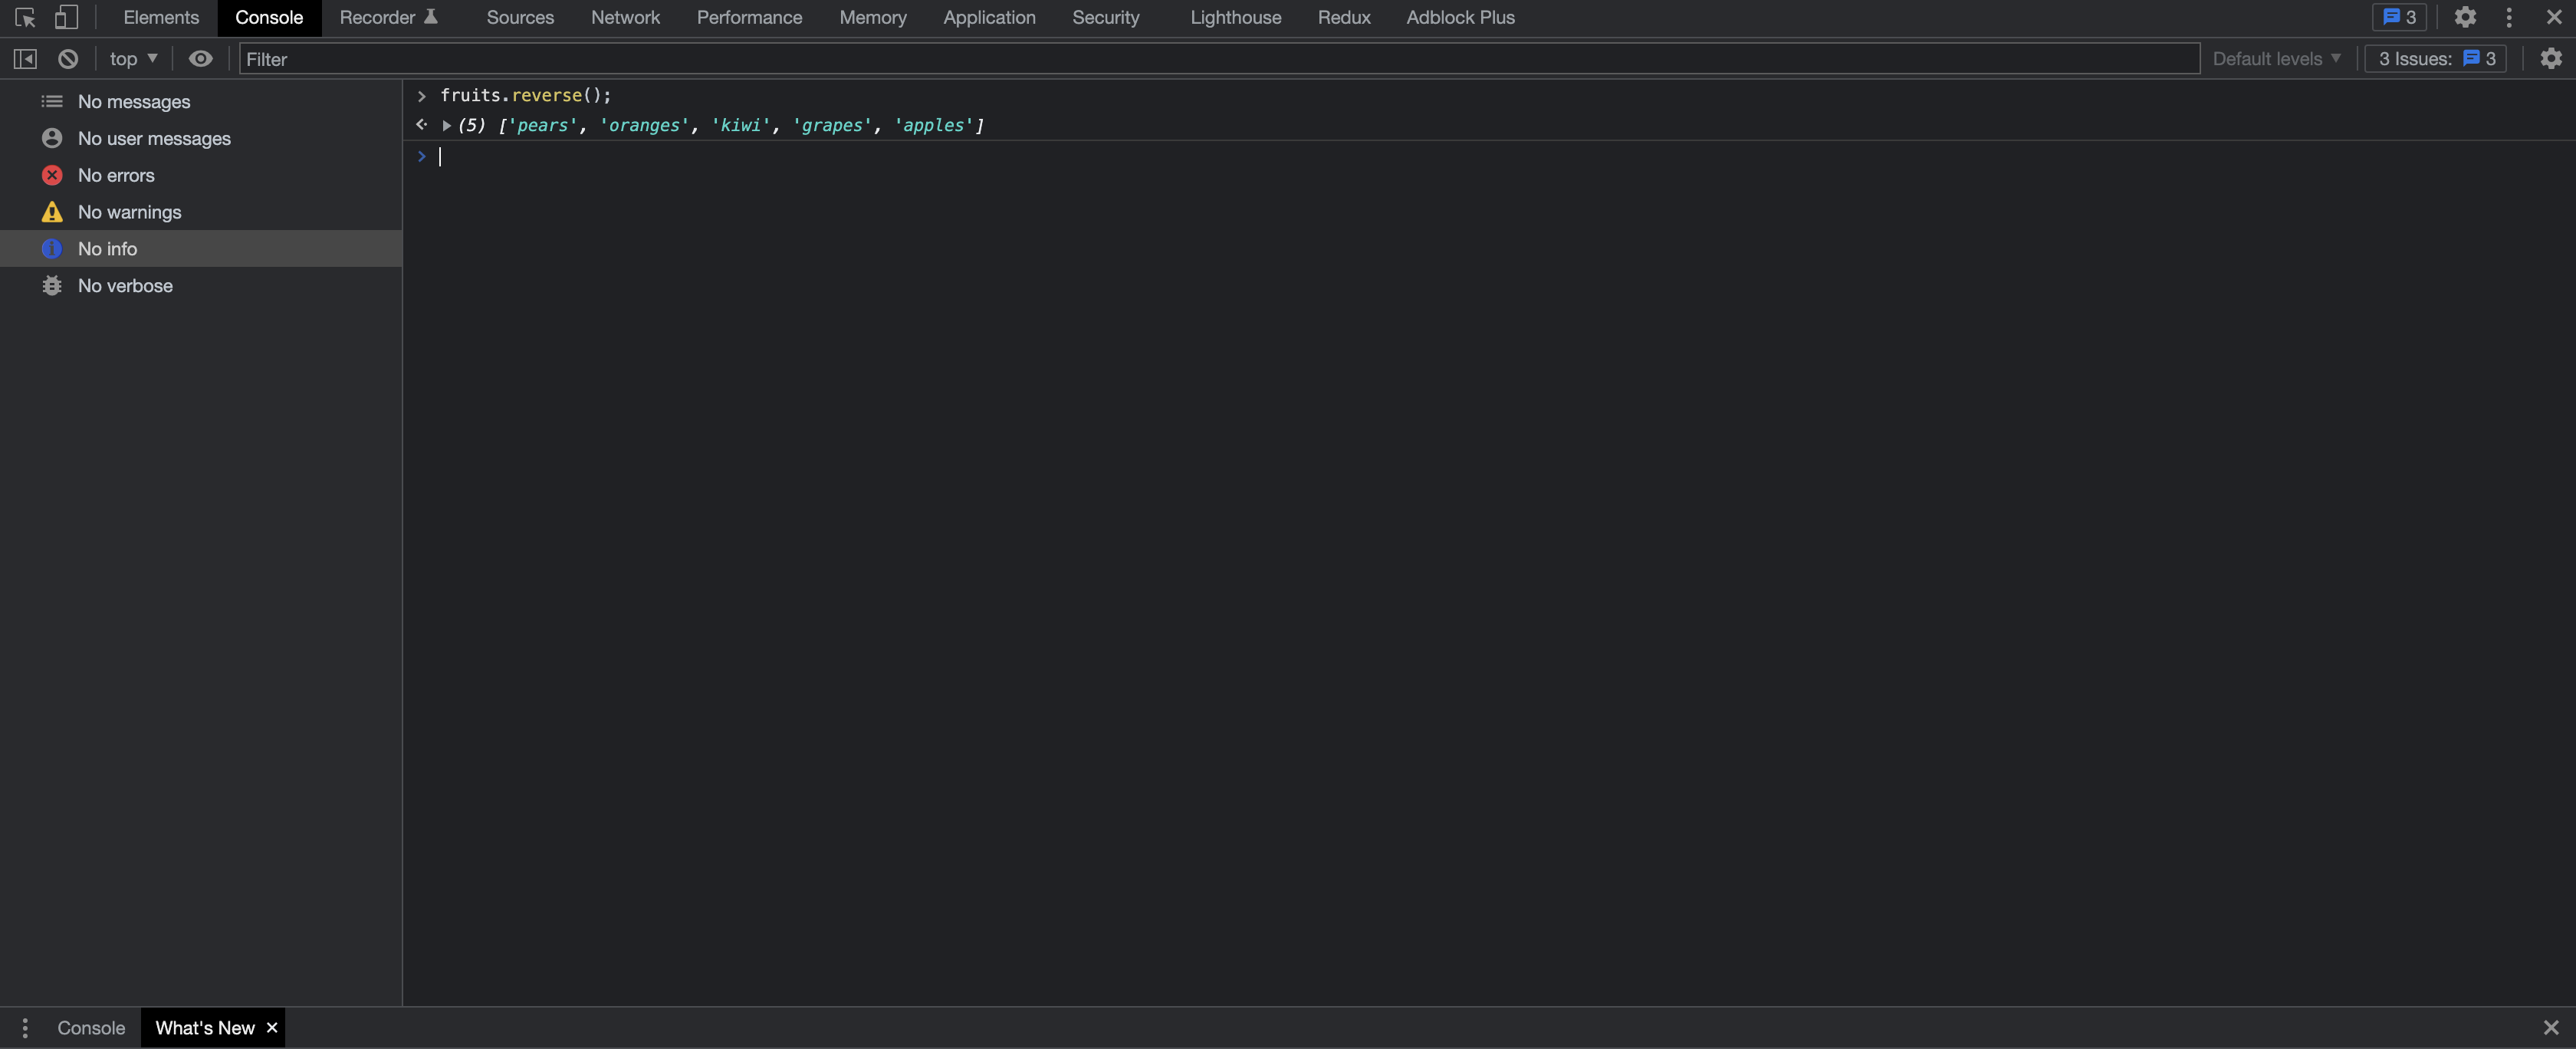 Elements Console Recorder Sources Network Performance Memory Application Security Lighthouse Redux Adblock Plus 3
top Filter Default levels 3 Issues: 3
No messages
No user messages
No errors
No warnings
No info
No verbose
fruits.reverse();
(5) ['pears', 'oranges', 'kiwi', 'grapes', 'apples']
Console What's New